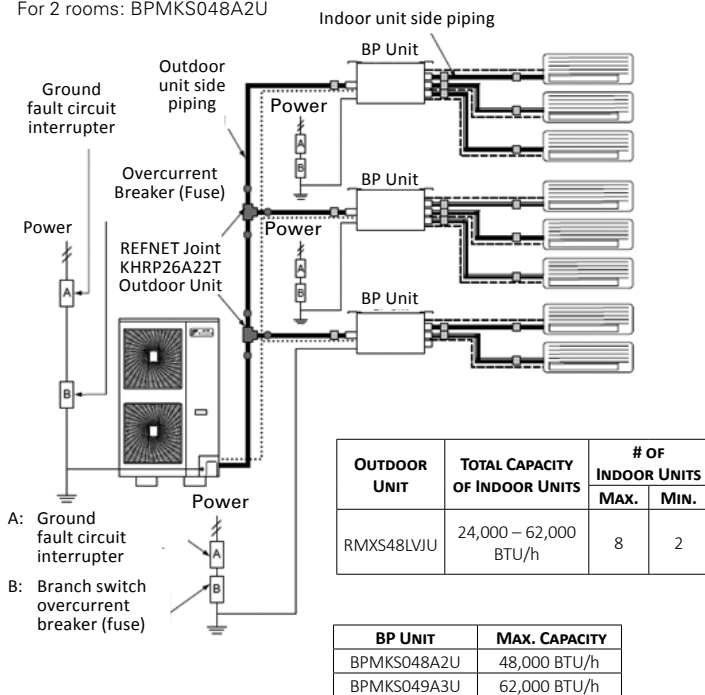 For 2 rooms: BPMKS048A2U
Indoor unit side piping
BP Unit
Outdoor
unit side
piping
Ground
fault circuit
interrupter
Power
A
B
BP Unit
Overcurrent
Breaker (Fuse)
Power
Power
A
B
REFNET Joint
KHRP26A22T
Outdoor Unit
A
B
BP Unit
Power
A
B
A: Ground
fault circuit
interrupter
B: Branch switch
overcurrent
breaker (fuse)
OUTDOOR UNIT
TOTAL CAPACITY OF INDOOR UNITS
# OF INDOOR UNITS
MAX. MIN.
RMXS48LVJU 24,000 – 62,000 BTU/h 8 2
BP UNIT MAX. CAPACITY
BPMKS048A2U 48,000 BTU/h
BPMKS049A3U 62,000 BTU/h